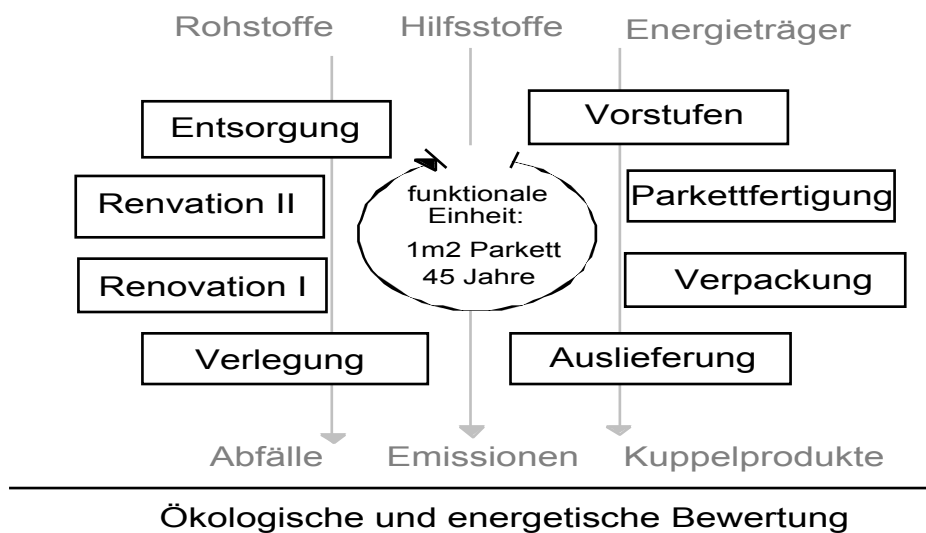 Rohstoffe Hilfsstoffe Energieträger
Entsorgung
Vorstufen
Renvation II
funktionale
Einheit:
1m2 Parkett
45 Jahre
Parkettfertigung
Renovation I
Verpackung
Verlegung
Auslieferung
Abfälle Emissionen Kuppelprodukte
Ökologische und energetische Bewertung